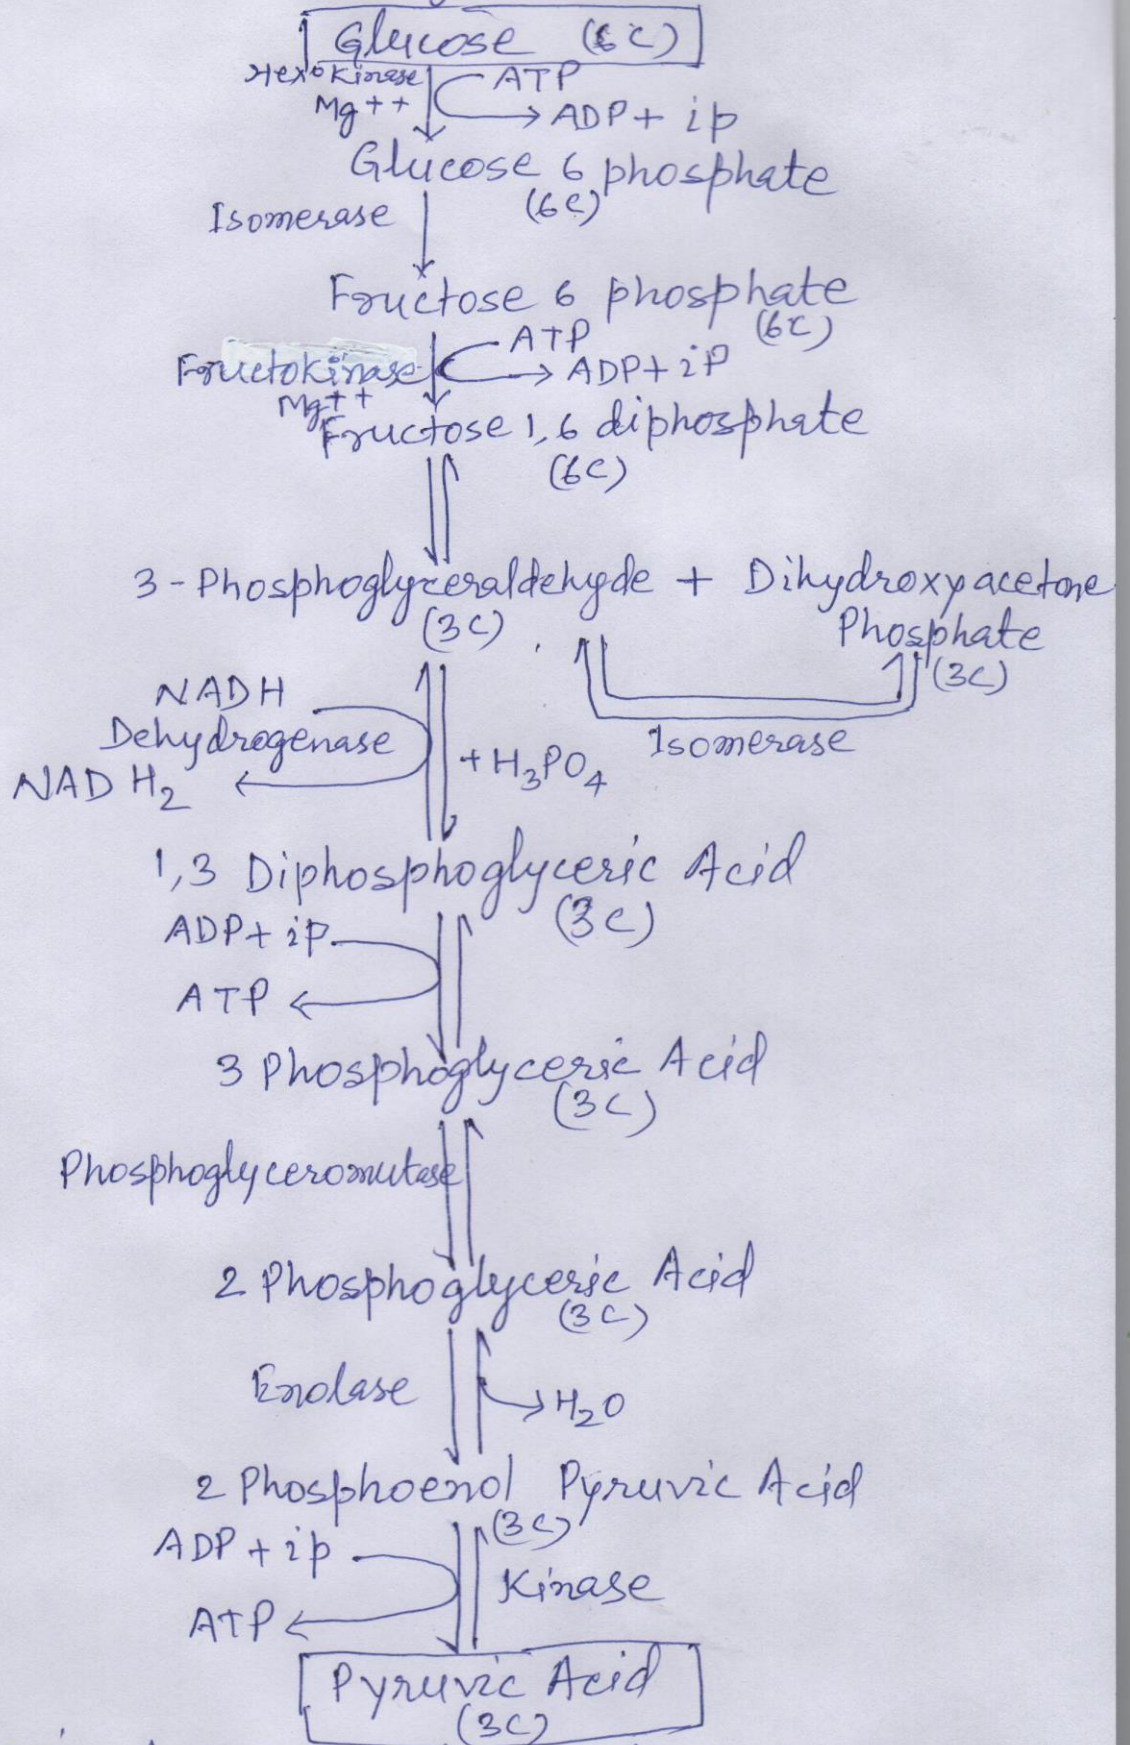 Glucose (6C)
Hexokinase ATP
Mg++ ADP + ip
Glucose 6 phosphate
(6C)
Isomerase
Fructose 6 phosphate
(6C)
ATP
Fructokinase ADP + iP
Mg++
Fructose 1,6 diphosphate
(6C)
3-Phosphoglyceraldehyde + Dihydroxyacetone
Phosphate
(3C)
(3C)
NADH
Dehydrogenase
Isomerase
NAD H2
+ H3PO4
1,3 Diphosphoglyceric Acid
(3C)
ADP + ip
ATP
3 Phosphoglyceric Acid
(3C)
Phosphoglyceromutase
2 Phosphoglyceric Acid
(3C)
Enolase
H2O
2 Phosphoenol Pyruvic Acid
(3C)
ADP + ip
Kinase
ATP
Pyruvic Acid
(3C)